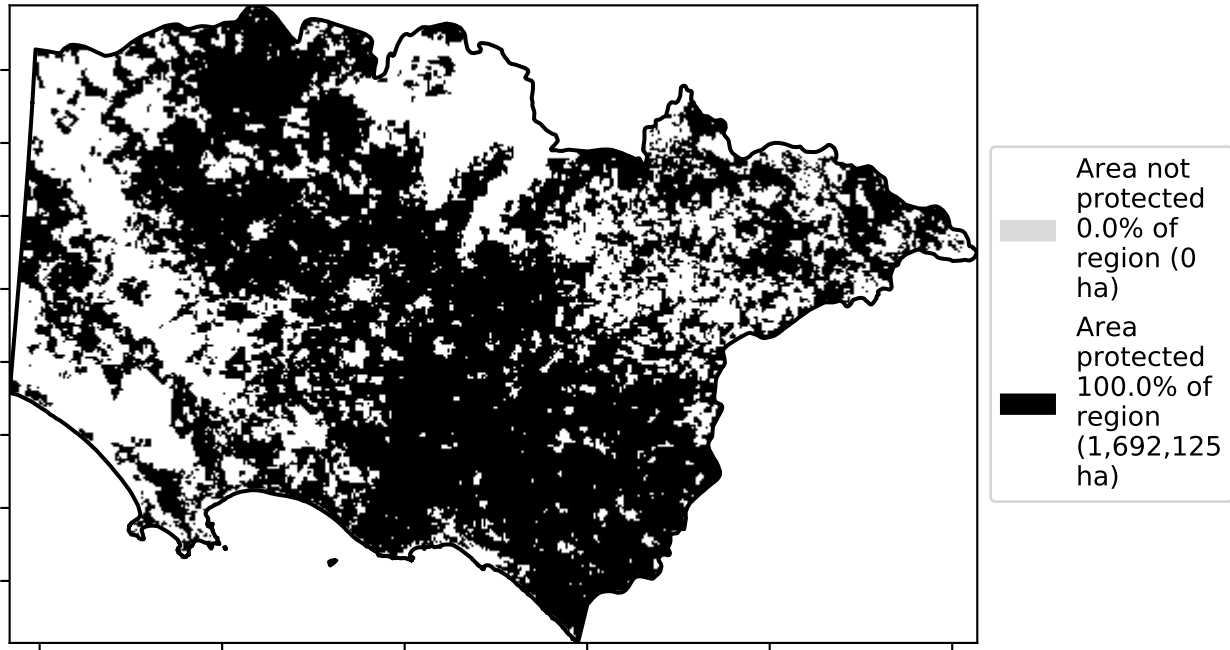 Area not
protected
0.0% of
region (0
ha)
Area
protected
100.0% of
region
(1,692,125
ha)